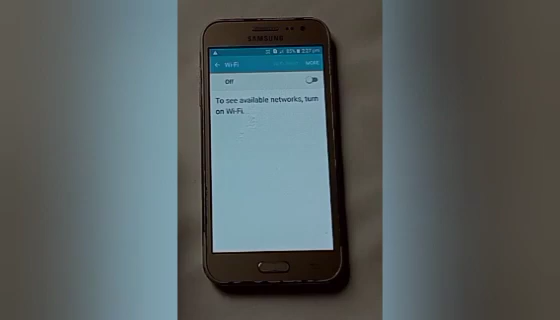 SAMSUNG
Wi-Fi MORE
Off
To see available networks, turn
on Wi-Fi.